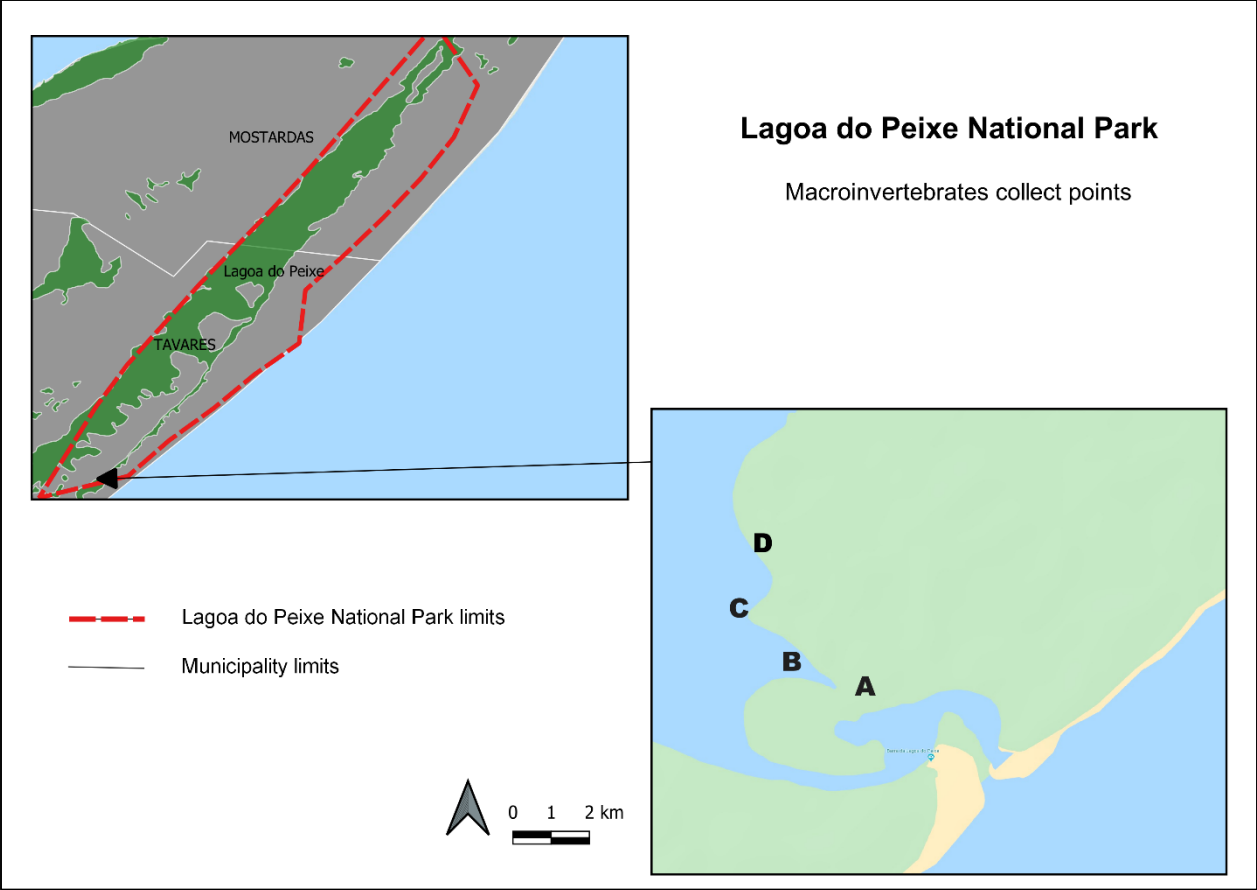 Lagoa do Peixe National Park
Macroinvertebrates collect points
MOSTARDAS
Lagoa do Peixe
TAVARES
D
C
B
A
Lagoa do Peixe National Park limits
Municipality limits
0 1 2 km